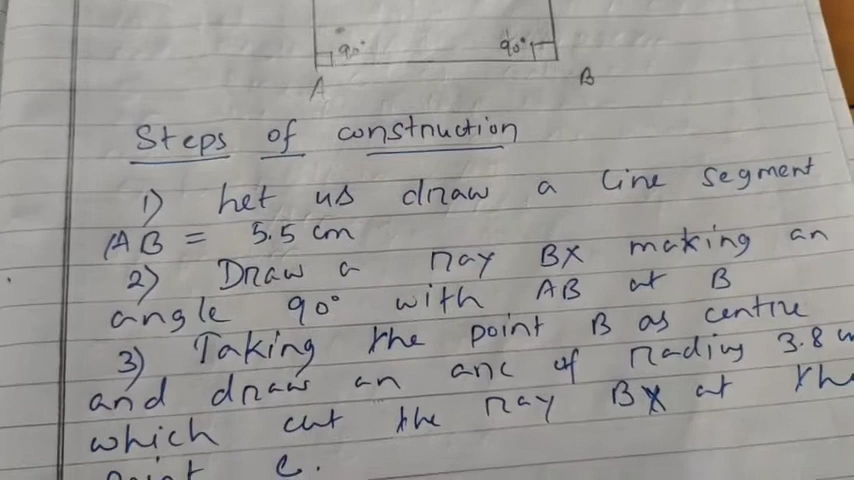 90°
90°
A
B
Steps of construction
1) Let us draw a line segment
AB = 5.5 cm
2) Draw a ray BX making an
angle 90° with AB at B
3) Taking the point B as centre
and draw an arc of radius 3.8
which cut the ray BX at the
point C.